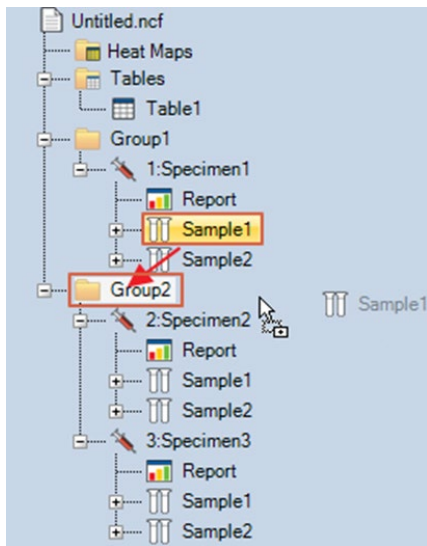 Untitled.ncf
Heat Maps
Tables
Table1
Group1
1:Specimen1
Report
Sample1
Sample2
Group2
Sample1
2:Specimen2
Report
Sample1
Sample2
3:Specimen3
Report
Sample1
Sample2